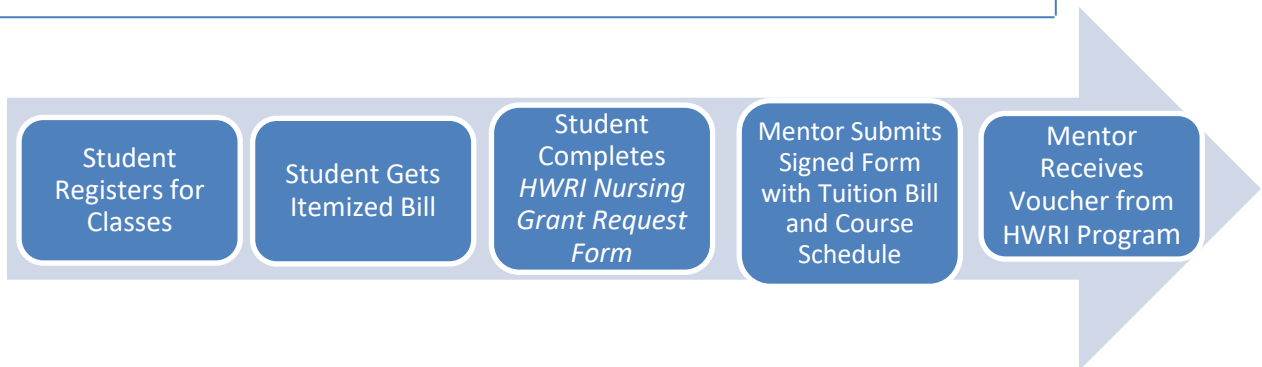 Student
Registers for
Classes
Student Gets
Itemized Bill
Student
Completes
HWRI Nursing
Grant Request
Form
Mentor Submits
Signed Form
with Tuition Bill
and Course
Schedule
Mentor
Receives
Voucher from
HWRI Program